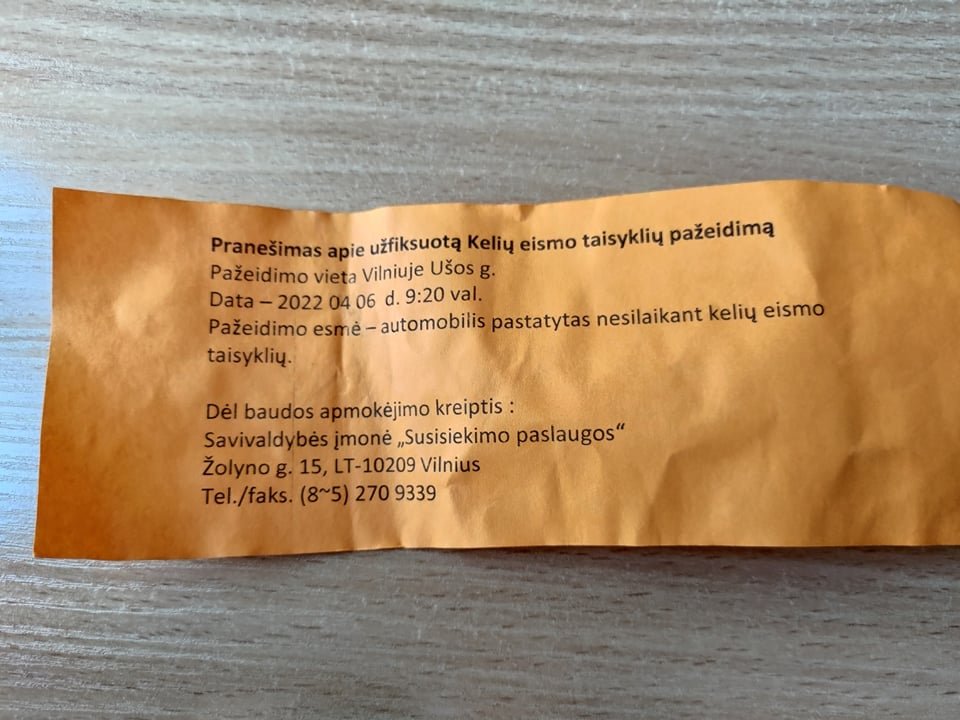 Pranešimas apie užfiksuotą Kelių eismo taisyklių pažeidimą
Pažeidimo vieta Vilniuje Ušos g.
Data – 2022 04 06 d. 9:20 val.
Pažeidimo esmė – automobilis pastatytas nesilaikant kelių eismo
taisyklių.
Dėl baudos apmokėjimo kreiptis :
Savivaldybės įmonė „Susisiekimo paslaugos“
Žolyno g. 15, LT-10209 Vilnius
Tel./faks. (8~5) 270 9339